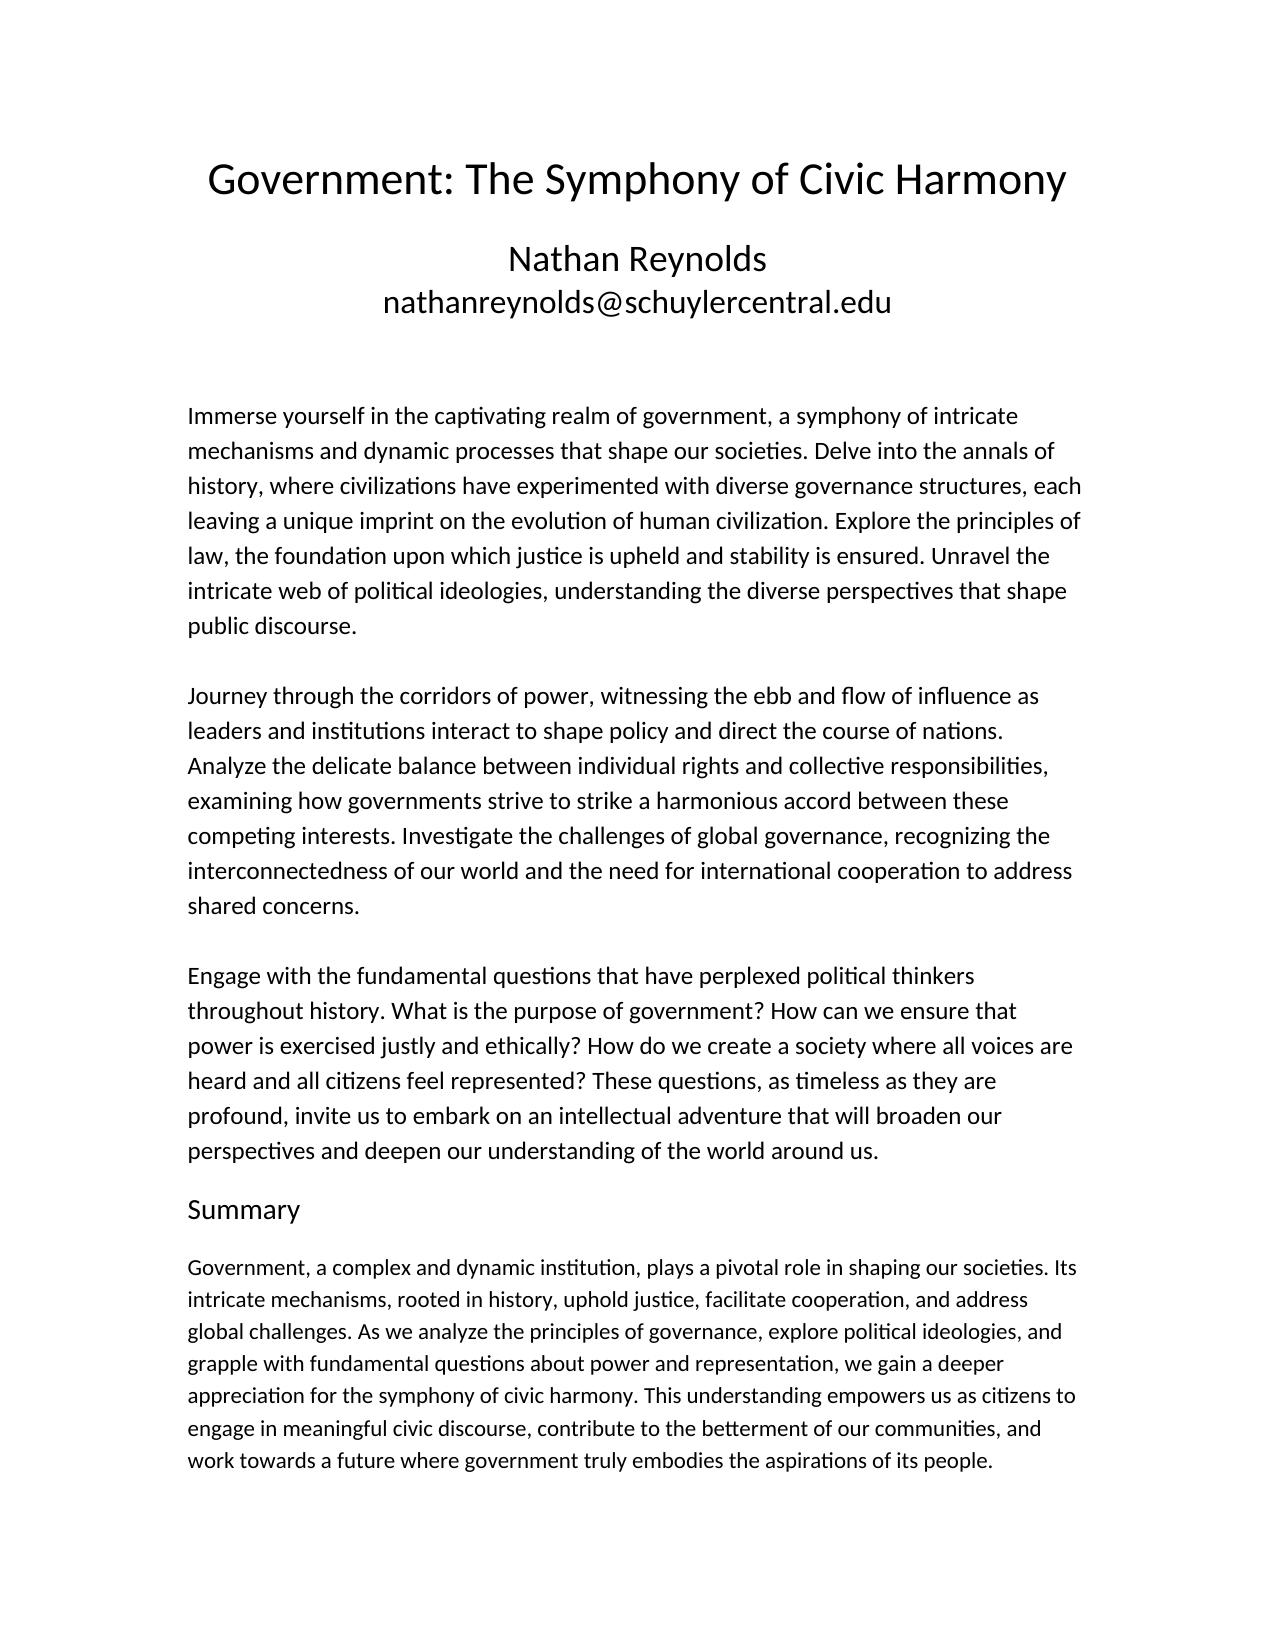 Government: The Symphony of Civic Harmony
Nathan Reynolds
nathanreynolds@schuylercentral.edu
Immerse yourself in the captivating realm of government, a symphony of intricate
mechanisms and dynamic processes that shape our societies. Delve into the annals of
history, where civilizations have experimented with diverse governance structures, each
leaving a unique imprint on the evolution of human civilization. Explore the principles of
law, the foundation upon which justice is upheld and stability is ensured. Unravel the
intricate web of political ideologies, understanding the diverse perspectives that shape
public discourse.
Journey through the corridors of power, witnessing the ebb and flow of influence as
leaders and institutions interact to shape policy and direct the course of nations.
Analyze the delicate balance between individual rights and collective responsibilities,
examining how governments strive to strike a harmonious accord between these
competing interests. Investigate the challenges of global governance, recognizing the
interconnectedness of our world and the need for international cooperation to address
shared concerns.
Engage with the fundamental questions that have perplexed political thinkers
throughout history. What is the purpose of government? How can we ensure that
power is exercised justly and ethically? How do we create a society where all voices are
heard and all citizens feel represented? These questions, as timeless as they are
profound, invite us to embark on an intellectual adventure that will broaden our
perspectives and deepen our understanding of the world around us.
Summary
Government, a complex and dynamic institution, plays a pivotal role in shaping our societies. Its
intricate mechanisms, rooted in history, uphold justice, facilitate cooperation, and address
global challenges. As we analyze the principles of governance, explore political ideologies, and
grapple with fundamental questions about power and representation, we gain a deeper
appreciation for the symphony of civic harmony. This understanding empowers us as citizens to
engage in meaningful civic discourse, contribute to the betterment of our communities, and
work towards a future where government truly embodies the aspirations of its people.